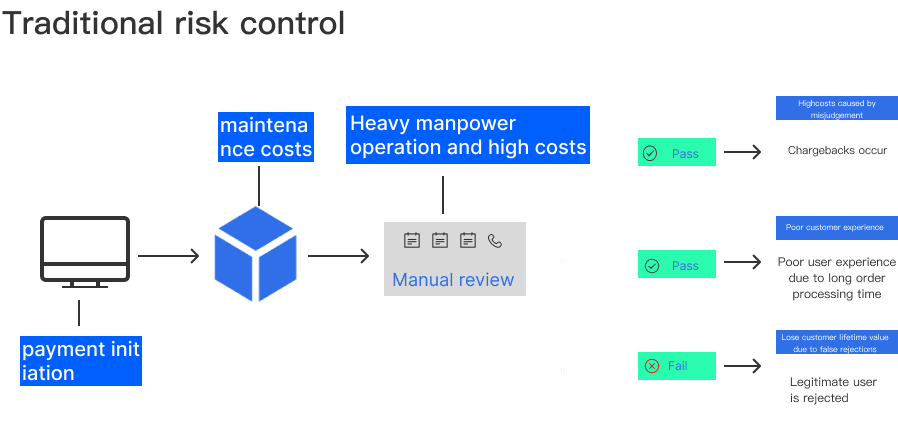 Traditional risk control
maintena
nce costs
Heavy manpower
operation and high costs
Manual review
payment init
iation
Highcosts caused by
misjudgement
Pass
Chargebacks occur
Poor customer experience
Pass
Poor user experience
due to long order
processing time
Lose customer lifetime value
due to false rejections
Fail
Legitimate user
is rejected